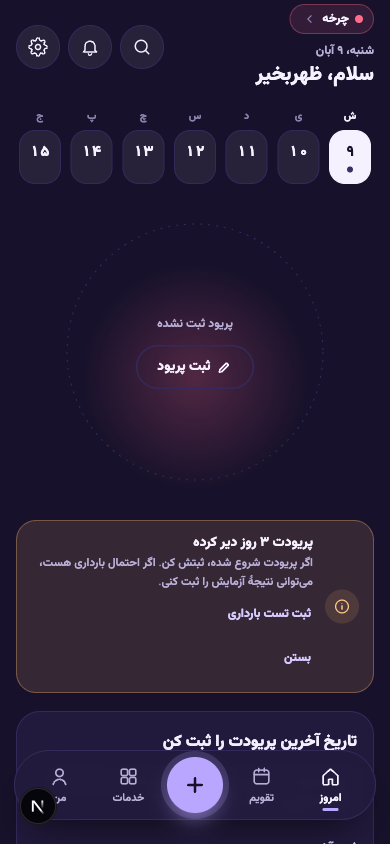 چرخه
شنبه، ۹ آبان
سلام، ظهربخیر
ش ی د س چ پ ج
۹ ۱۰ ۱۱ ۱۲ ۱۳ ۱۴ ۱۵
پریود ثبت نشده
ثبت پریود
پریودت ۳ روز دیر کرده
اگر پریودت شروع شده، ثبتش کن. اگر احتمال بارداری هست،
می‌توانی نتیجهٔ آزمایش را ثبت کنی.
ثبت تست بارداری
بستن
تاریخ آخرین پریودت را ثبت کن
امروز تقویم خدمات
N